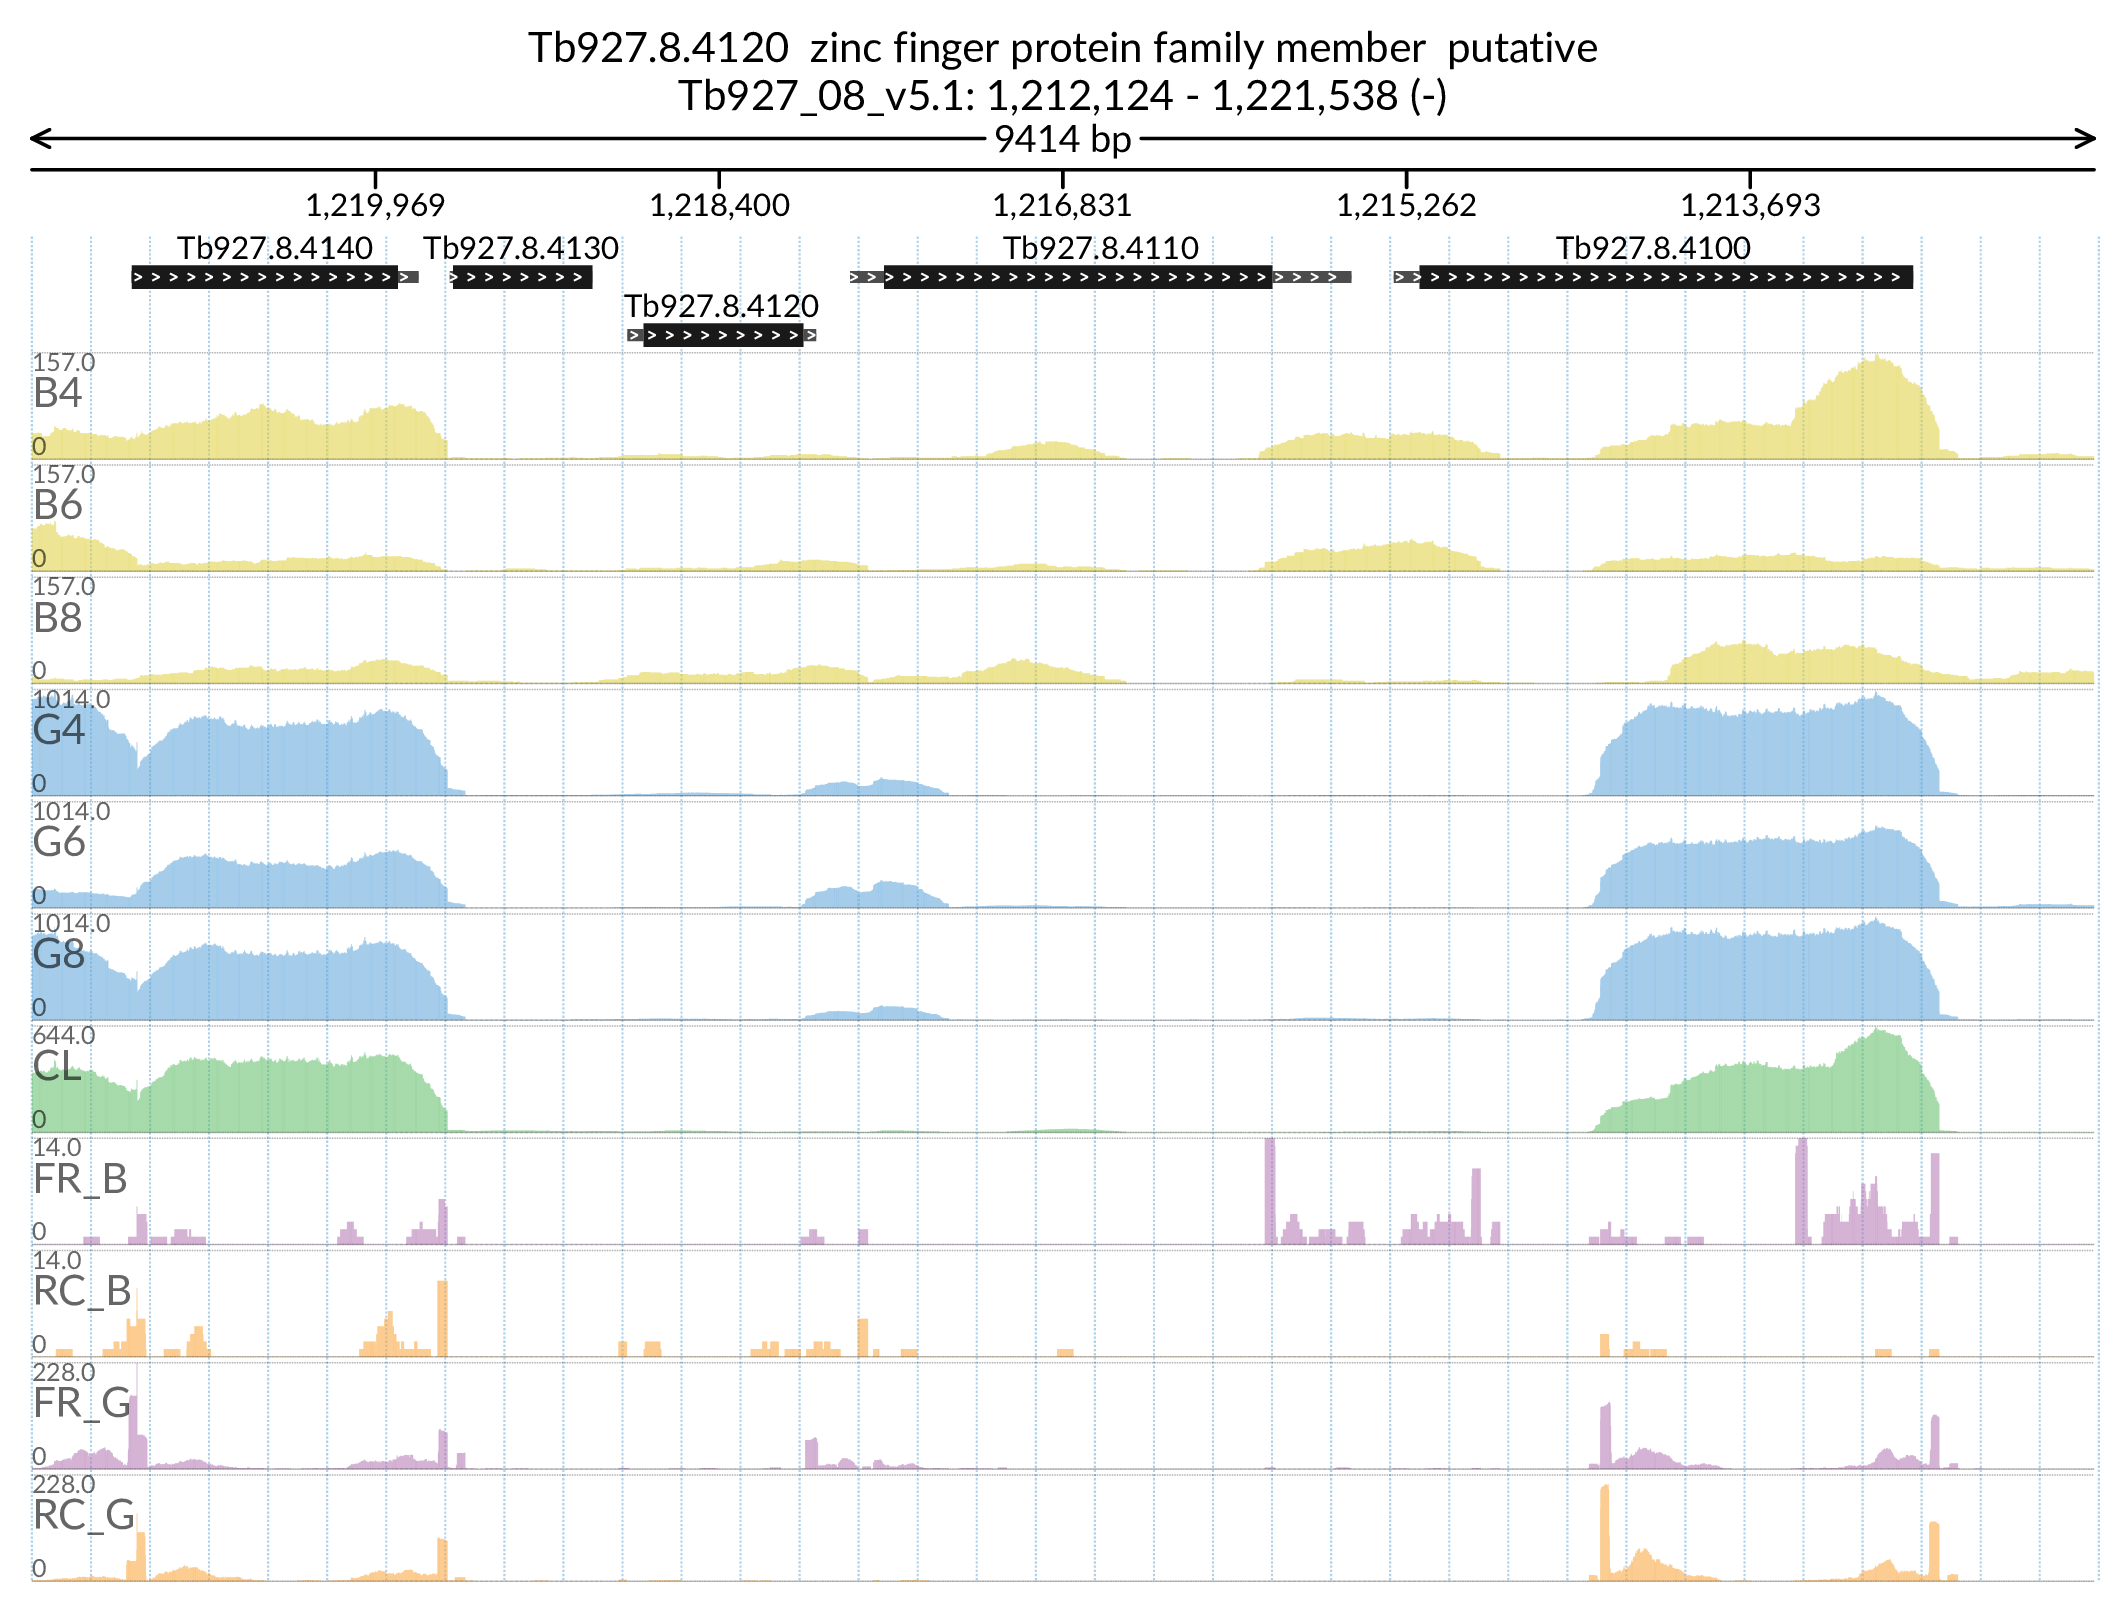 Tb927.8.4120  zinc finger protein family member  putative
Tb927_08_v5.1: 1,212,124 - 1,221,538 (-)
9414 bp
1,219,969 1,218,400 1,216,831 1,215,262 1,213,693
Tb927.8.4140 Tb927.8.4130 Tb927.8.4110 Tb927.8.4100
Tb927.8.4120
157.0
B4
0
157.0
B6
0
157.0
B8
0
1014.0
G4
0
1014.0
G6
0
1014.0
G8
0
644.0
CL
0
14.0
FR_B
0
14.0
RC_B
0
228.0
FR_G
0
228.0
RC_G
0